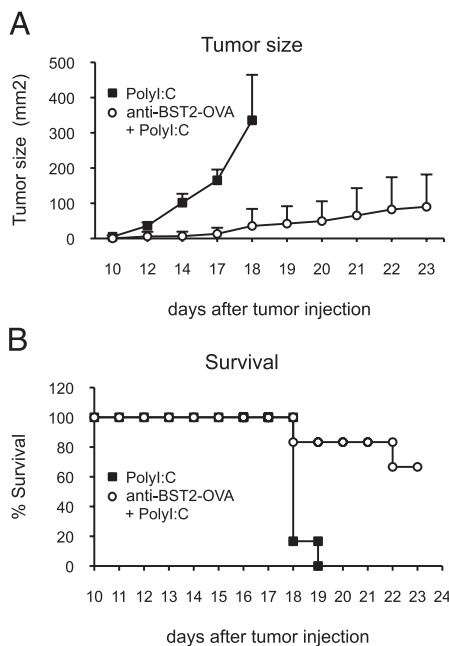 A
Tumor size
500
400
300
200
100
0
Tumor size (mm2)
PolyI:C
anti-BST2-OVA
+ PolyI:C
10 12 14 17 18 19 20 21 22 23
days after tumor injection
B
Survival
120
100
80
60
40
20
0
% Survival
PolyI:C
anti-BST2-OVA
+ PolyI:C
10 11 12 13 14 15 16 17 18 19 20 21 22 23 24
days after tumor injection